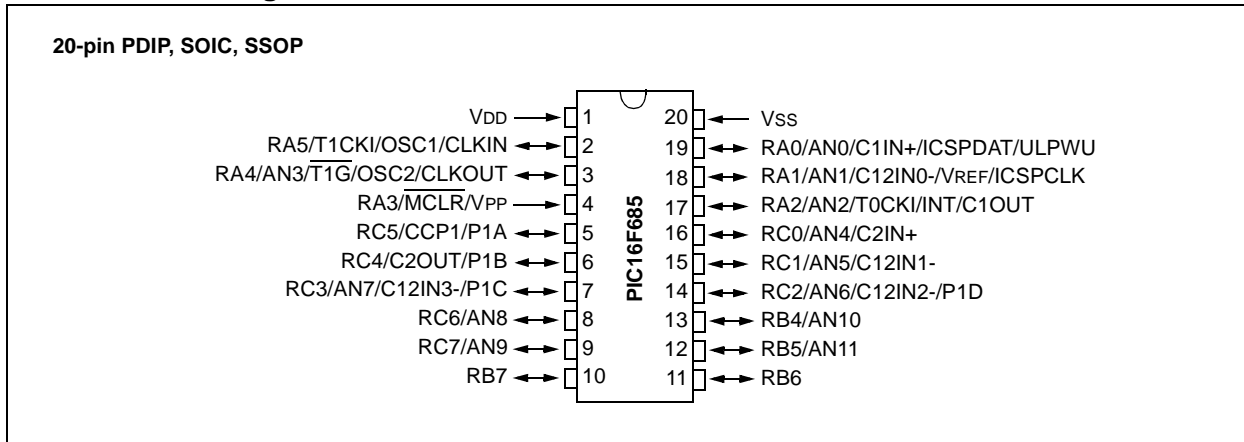 20-pin PDIP, SOIC, SSOP
VDD 1 20 VSS
RA5/T1CKI/OSC1/CLKIN 2 19 RA0/AN0/C1IN+/ICSPDAT/ULPWU
RA4/AN3/T1G/OSC2/CLKOUT 3 18 RA1/AN1/C12IN0-/VREF/ICSPCLK
RA3/MCLR/VPP 4 17 RA2/AN2/T0CKI/INT/C1OUT
RC5/CCP1/P1A 5 16 RC0/AN4/C2IN+
RC4/C2OUT/P1B 6 15 RC1/AN5/C12IN1-
RC3/AN7/C12IN3-/P1C 7 14 RC2/AN6/C12IN2-/P1D
RC6/AN8 8 13 RB4/AN10
RC7/AN9 9 12 RB5/AN11
RB7 10 11 RB6
PIC16F685